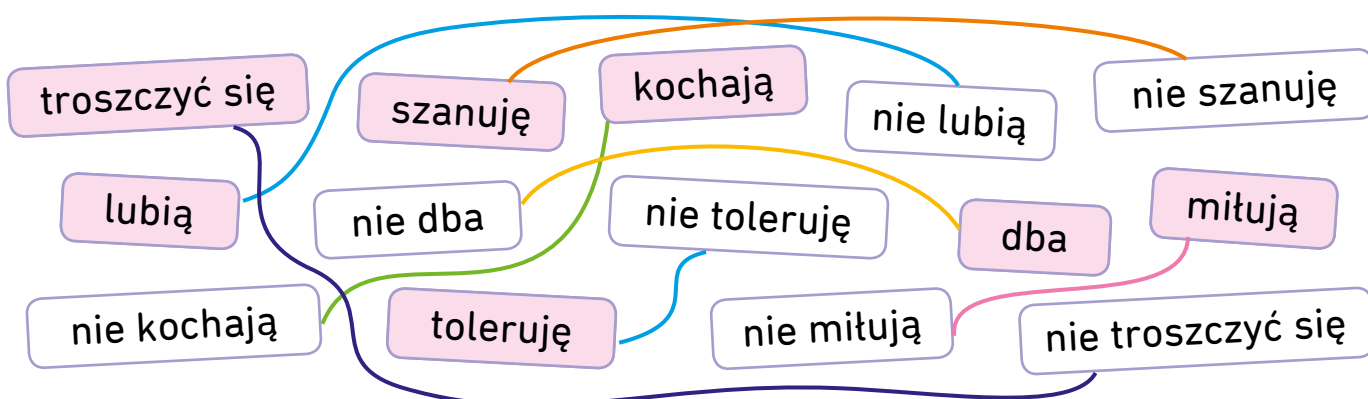 troszczyć się
szanuję
kochają
nie lubią
nie szanuję
lubią
nie dba
nie toleruję
dba
miłują
nie kochają
toleruję
nie miłują
nie troszczyć się